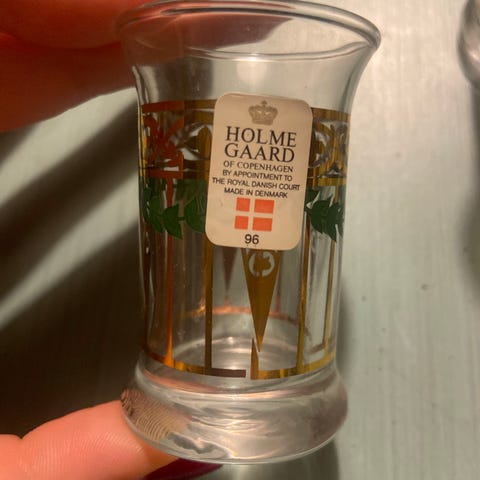 HOLME
GAARD
OF COPENHAGEN
BY APPOINTMENT TO
THE ROYAL DANISH COURT
MADE IN DENMARK
96